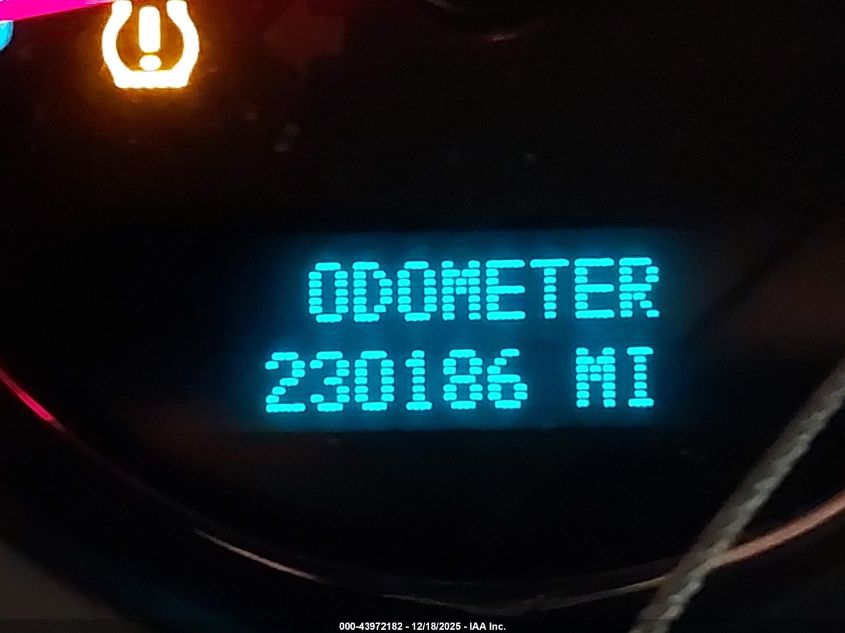 ODOMETER
230186 MI
000-43972182 - 12/18/2025 - IAA Inc.